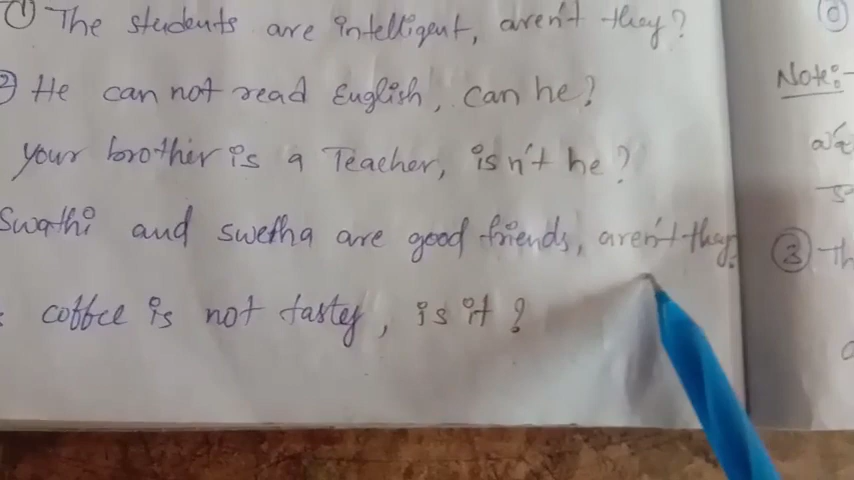 ① The students are intelligent, aren't they?
② He can not read English, can he?
your brother is a Teacher, isn't he?
Swathi and swetha are good friends, aren't they?
coffee is not tastey, is it?
Note:-
③ Th